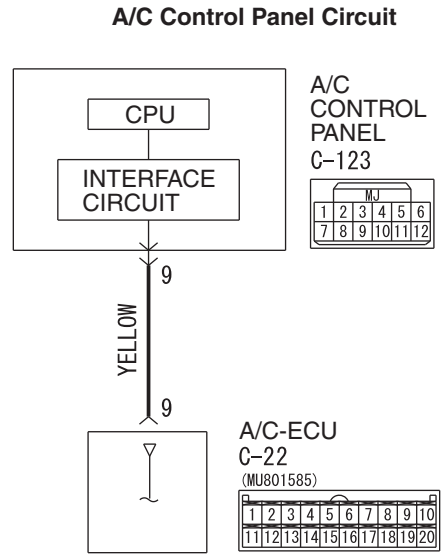 A/C Control Panel Circuit
CPU
INTERFACE
CIRCUIT
A/C
CONTROL
PANEL
C-123
MJ
1 2 3 4 5 6
7 8 9 10 11 12
9
YELLOW
9
A/C-ECU
C-22
(MU801585)
1 2 3 4 5 6 7 8 9 10
11 12 13 14 15 16 17 18 19 20